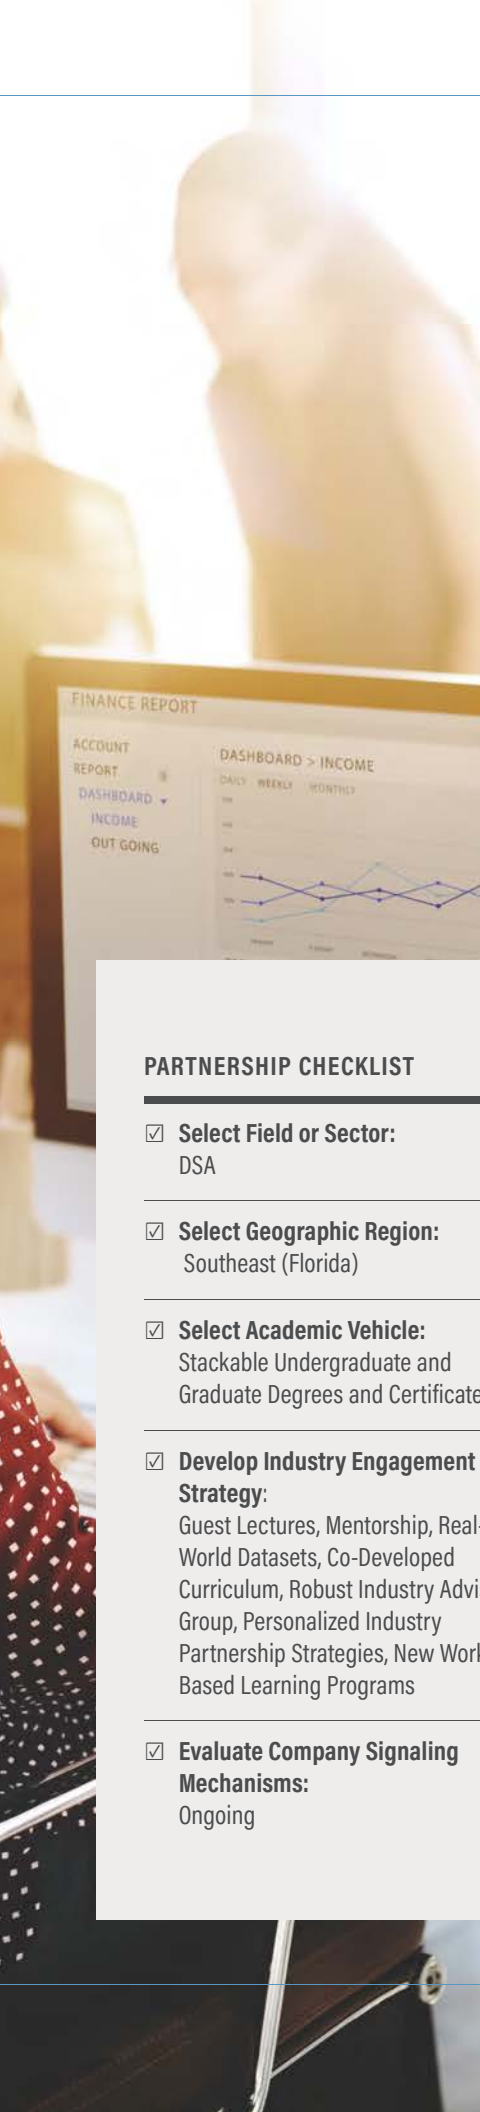 FINANCE REPORT
ACCOUNT
REPORT
DASHBOARD
INCOME
OUT GOING
DASHBOARD > INCOME
DAILY WEEKLY MONTHLY
PARTNERSHIP CHECKLIST
☑ Select Field or Sector:
DSA
☑ Select Geographic Region:
Southeast (Florida)
☑ Select Academic Vehicle:
Stackable Undergraduate and
Graduate Degrees and Certificate
☑ Develop Industry Engagement
Strategy:
Guest Lectures, Mentorship, Real-
World Datasets, Co-Developed
Curriculum, Robust Industry Advi
Group, Personalized Industry
Partnership Strategies, New Work
Based Learning Programs
☑ Evaluate Company Signaling
Mechanisms:
Ongoing